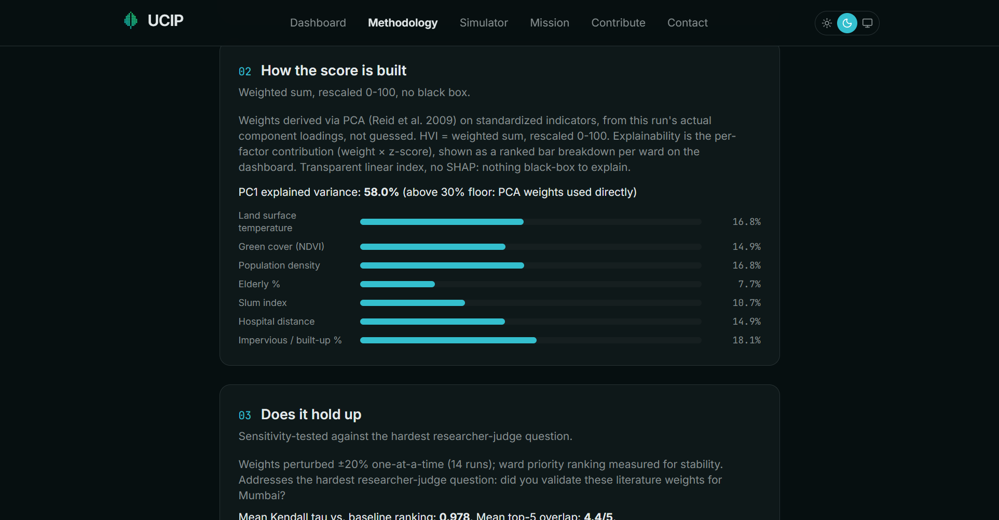 UCIP
Dashboard Methodology Simulator Mission Contribute Contact
02 How the score is built
Weighted sum, rescaled 0-100, no black box.
Weights derived via PCA (Reid et al. 2009) on standardized indicators, from this run's actual
component loadings, not guessed. HVI = weighted sum, rescaled 0-100. Explainability is the per-
factor contribution (weight × z-score), shown as a ranked bar breakdown per ward on the
dashboard. Transparent linear index, no SHAP: nothing black-box to explain.
PC1 explained variance: 58.0% (above 30% floor: PCA weights used directly)
Land surface
temperature 16.8%
Green cover (NDVI) 14.9%
Population density 16.8%
Elderly % 7.7%
Slum index 10.7%
Hospital distance 14.9%
Impervious / built-up % 18.1%
03 Does it hold up
Sensitivity-tested against the hardest researcher-judge question.
Weights perturbed ±20% one-at-a-time (14 runs); ward priority ranking measured for stability.
Addresses the hardest researcher-judge question: did you validate these literature weights for
Mumbai?
Mean Kendall tau vs. baseline ranking: 0.978. Mean top-5 overlap: 4.4/5.